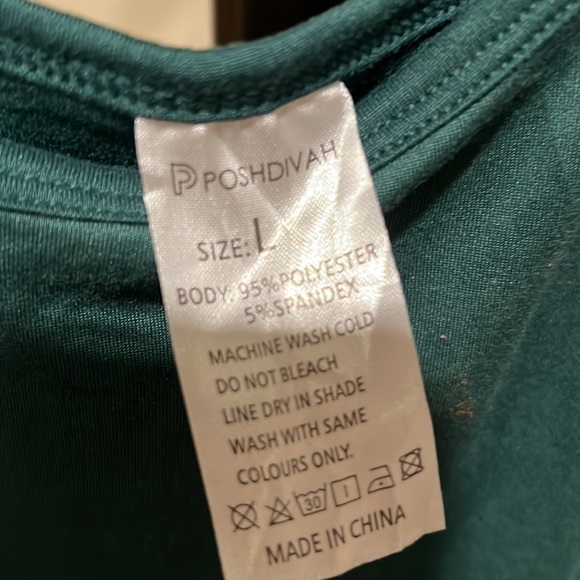 POSHDIVAH
SIZE: L
BODY: 95%POLYESTER
5%SPANDEX
MACHINE WASH COLD
DO NOT BLEACH
LINE DRY IN SHADE
WASH WITH SAME
COLOURS ONLY.
30
MADE IN CHINA